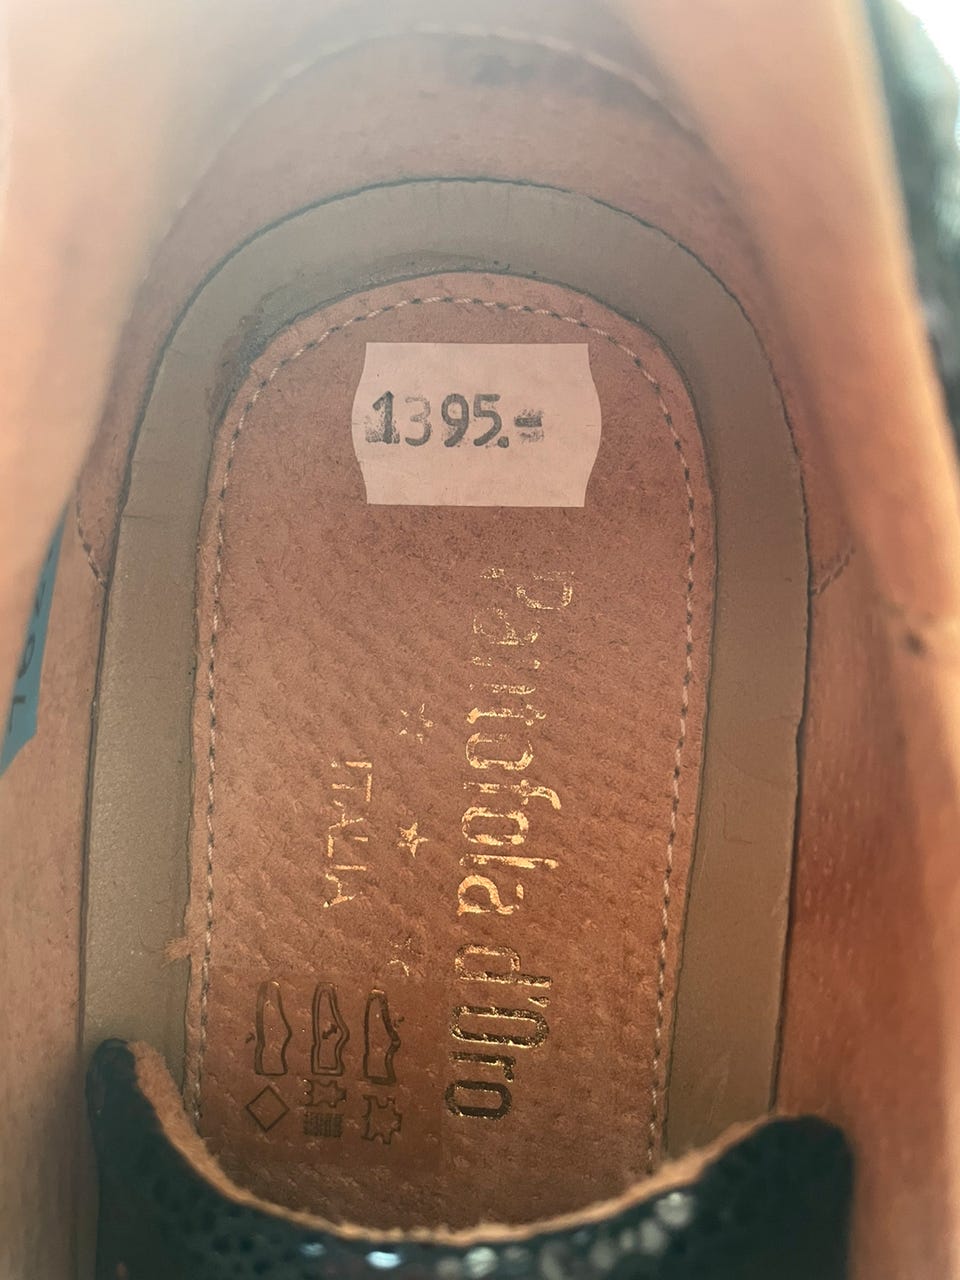 1395.-
Pantofola d'Oro
ITALIA